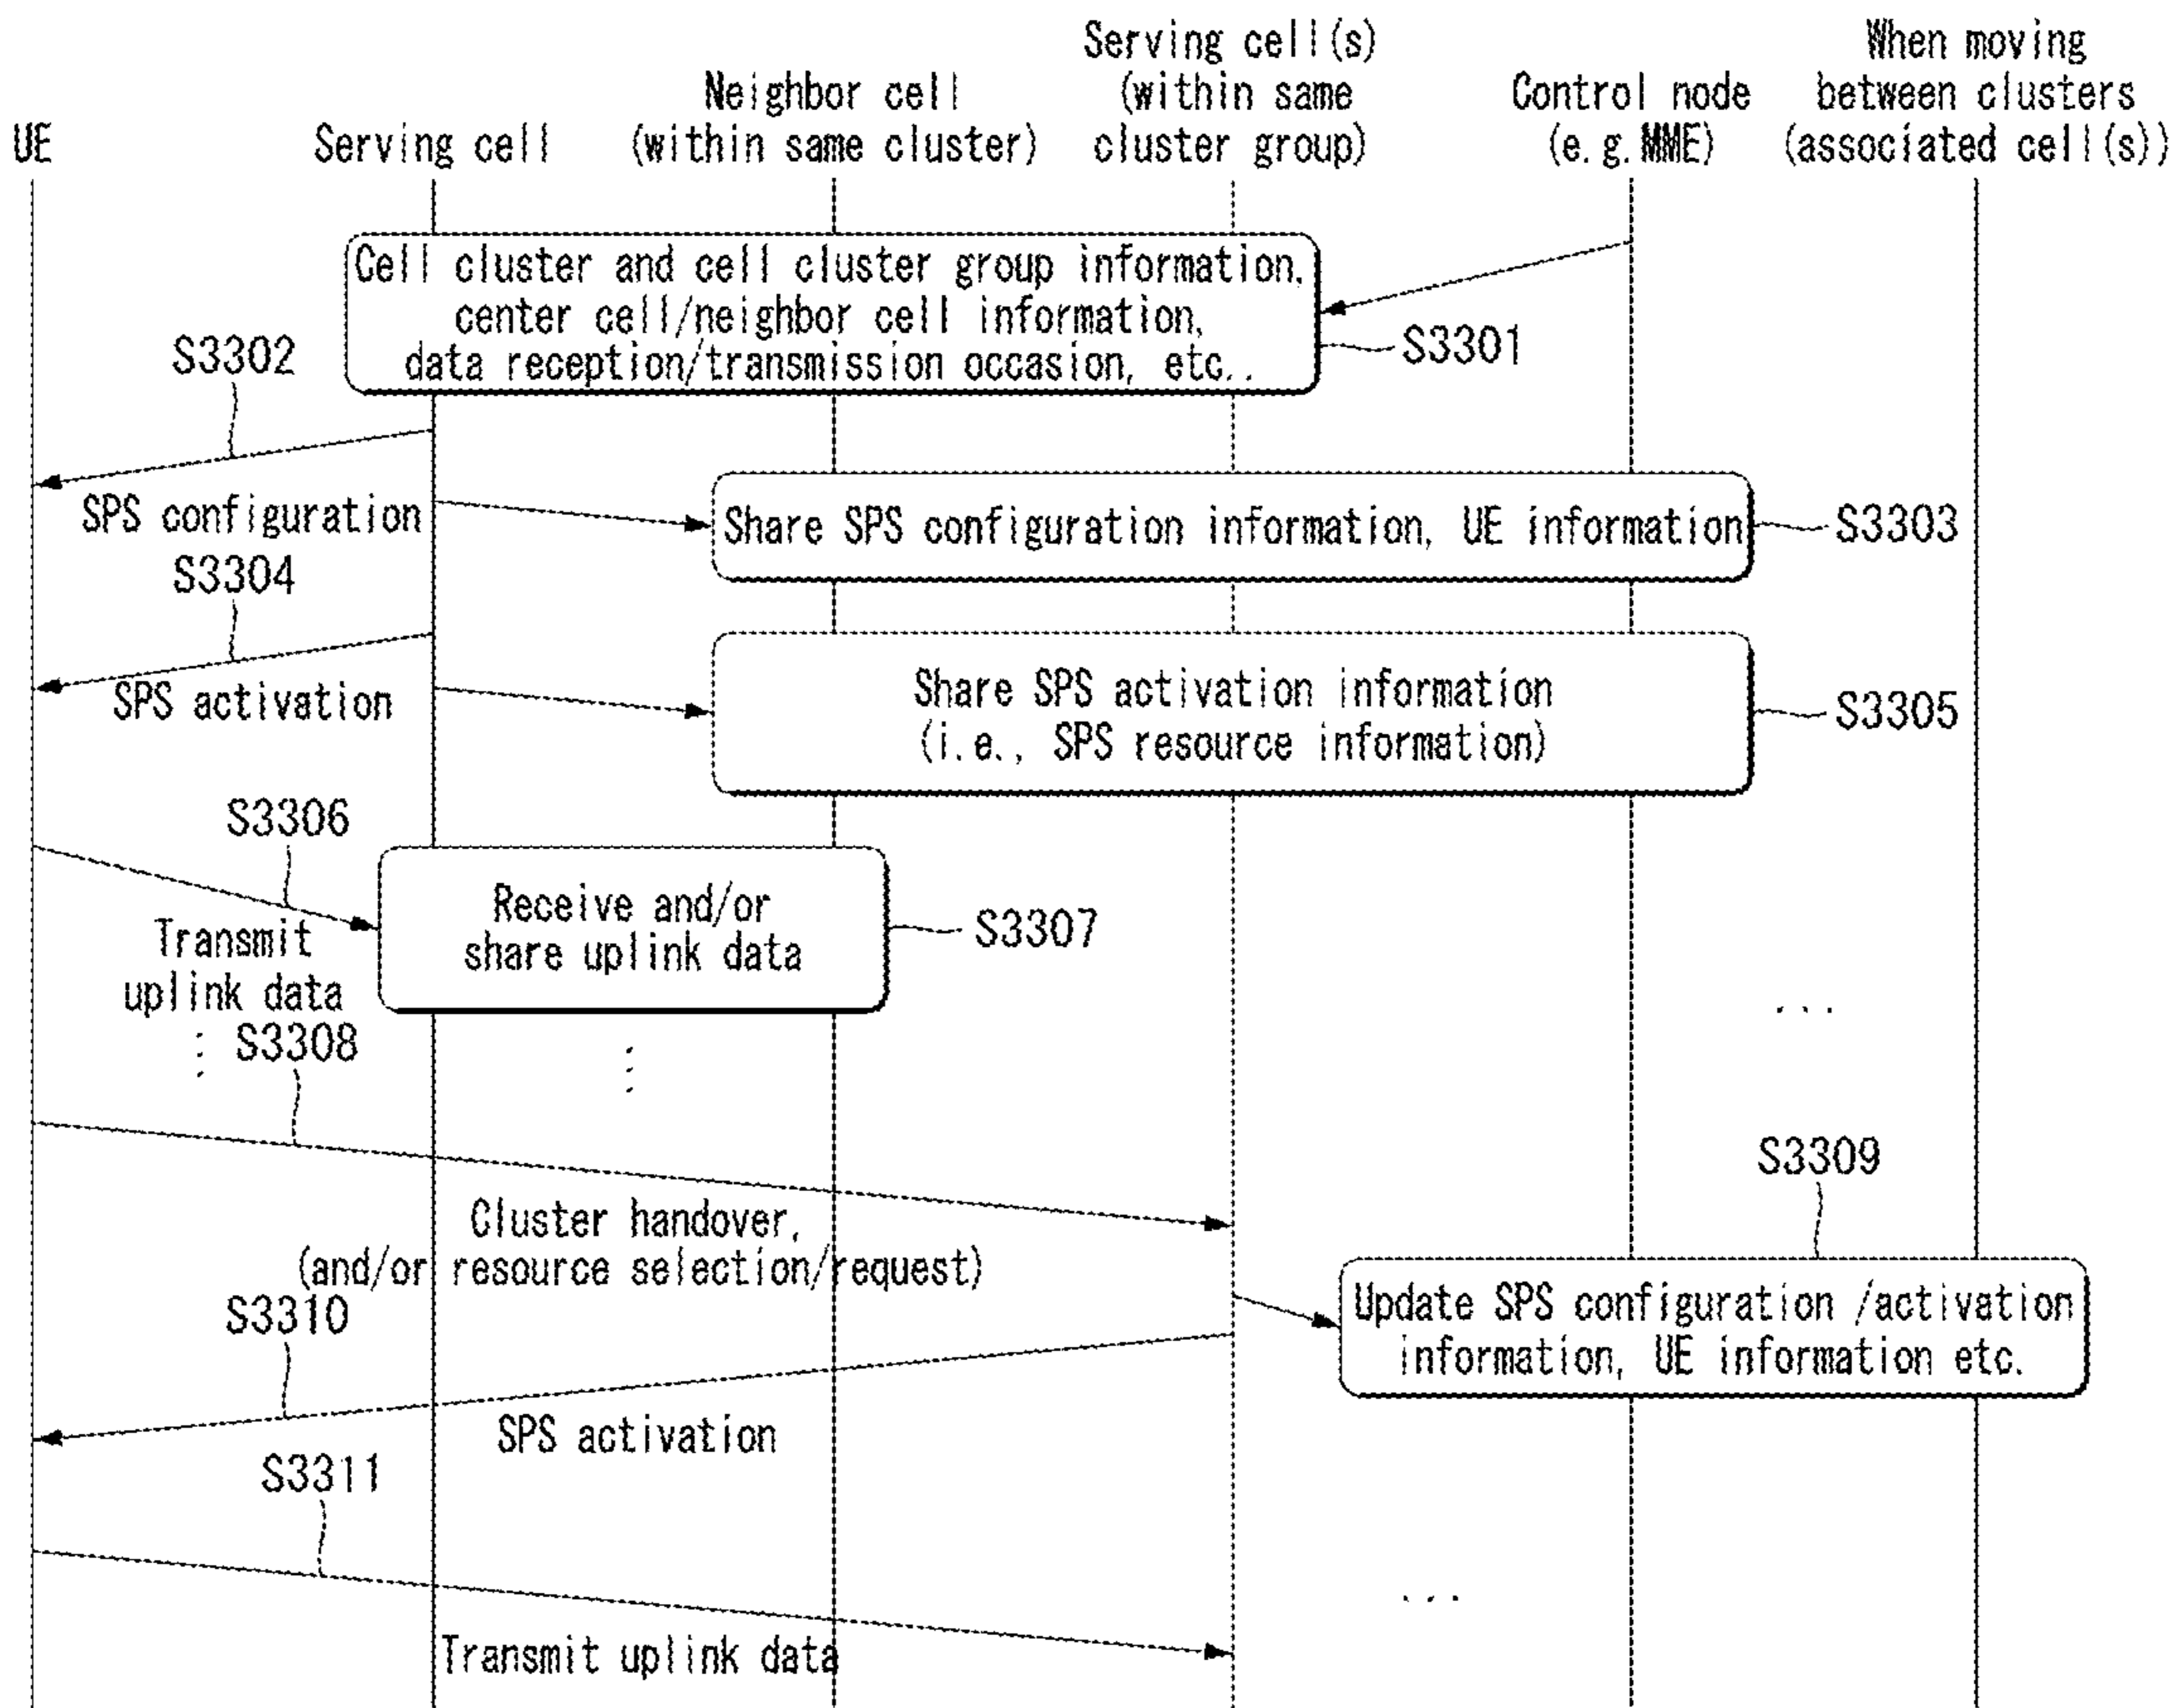 UE
Serving cell
Neighbor cell
(within same cluster)
Serving cell(s)
(within same
cluster group)
Control node
(e.g.MME)
When moving
between clusters
(associated cell(s))
Cell cluster and cell cluster group information,
center cell/neighbor cell information,
data reception/transmission occasion, etc..
S3301
S3302
SPS configuration
Share SPS configuration information, UE information
S3303
S3304
SPS activation
Share SPS activation information
(i.e., SPS resource information)
S3305
S3306
Transmit
uplink data
Receive and/or
share uplink data
S3307
...
S3308
Cluster handover,
(and/or resource selection/request)
S3309
Update SPS configuration /activation
information, UE information etc.
S3310
SPS activation
S3311
...
Transmit uplink data